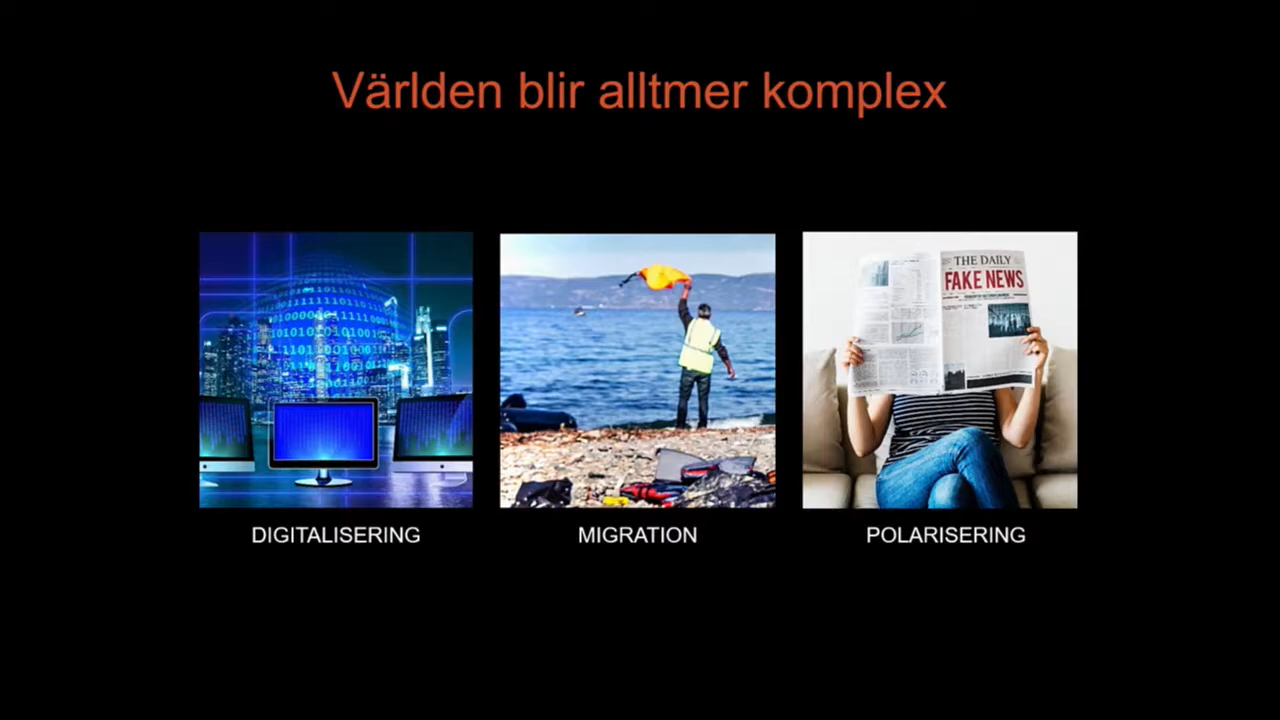 Världen blir alltmer komplex
THE DAILY
FAKE NEWS
DIGITALISERING
MIGRATION
POLARISERING